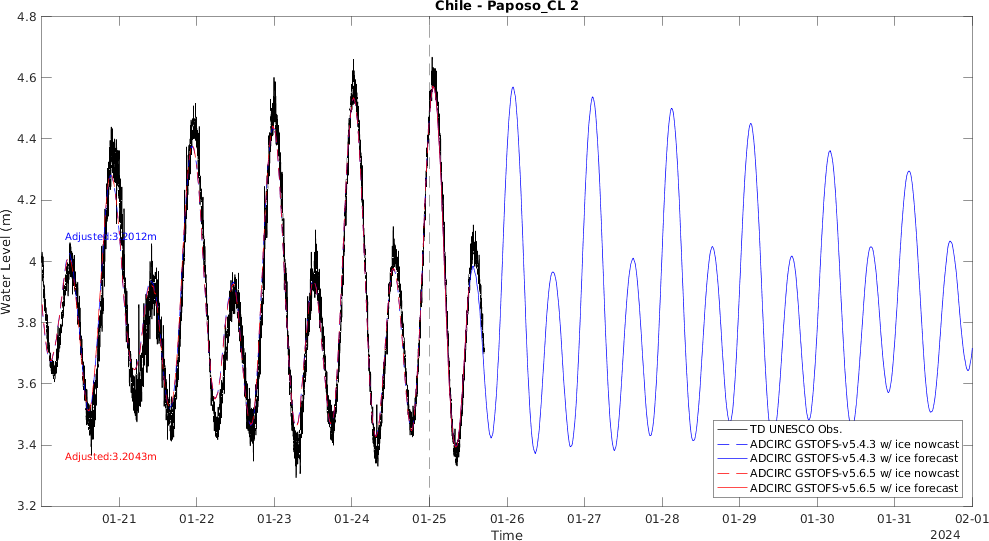 Chile - Paposo_CL 2
4.8
4.6
4.4
4.2
4
3.8
3.6
3.4
3.2
Water Level (m)
Adjusted:3.2012m
Adjusted:3.2043m
TD UNESCO Obs.
ADCIRC GSTOFS-v5.4.3 w/ ice nowcast
ADCIRC GSTOFS-v5.4.3 w/ ice forecast
ADCIRC GSTOFS-v5.6.5 w/ ice nowcast
ADCIRC GSTOFS-v5.6.5 w/ ice forecast
01-21 01-22 01-23 01-24 01-25 01-26 01-27 01-28 01-29 01-30 01-31 02-01
Time
2024